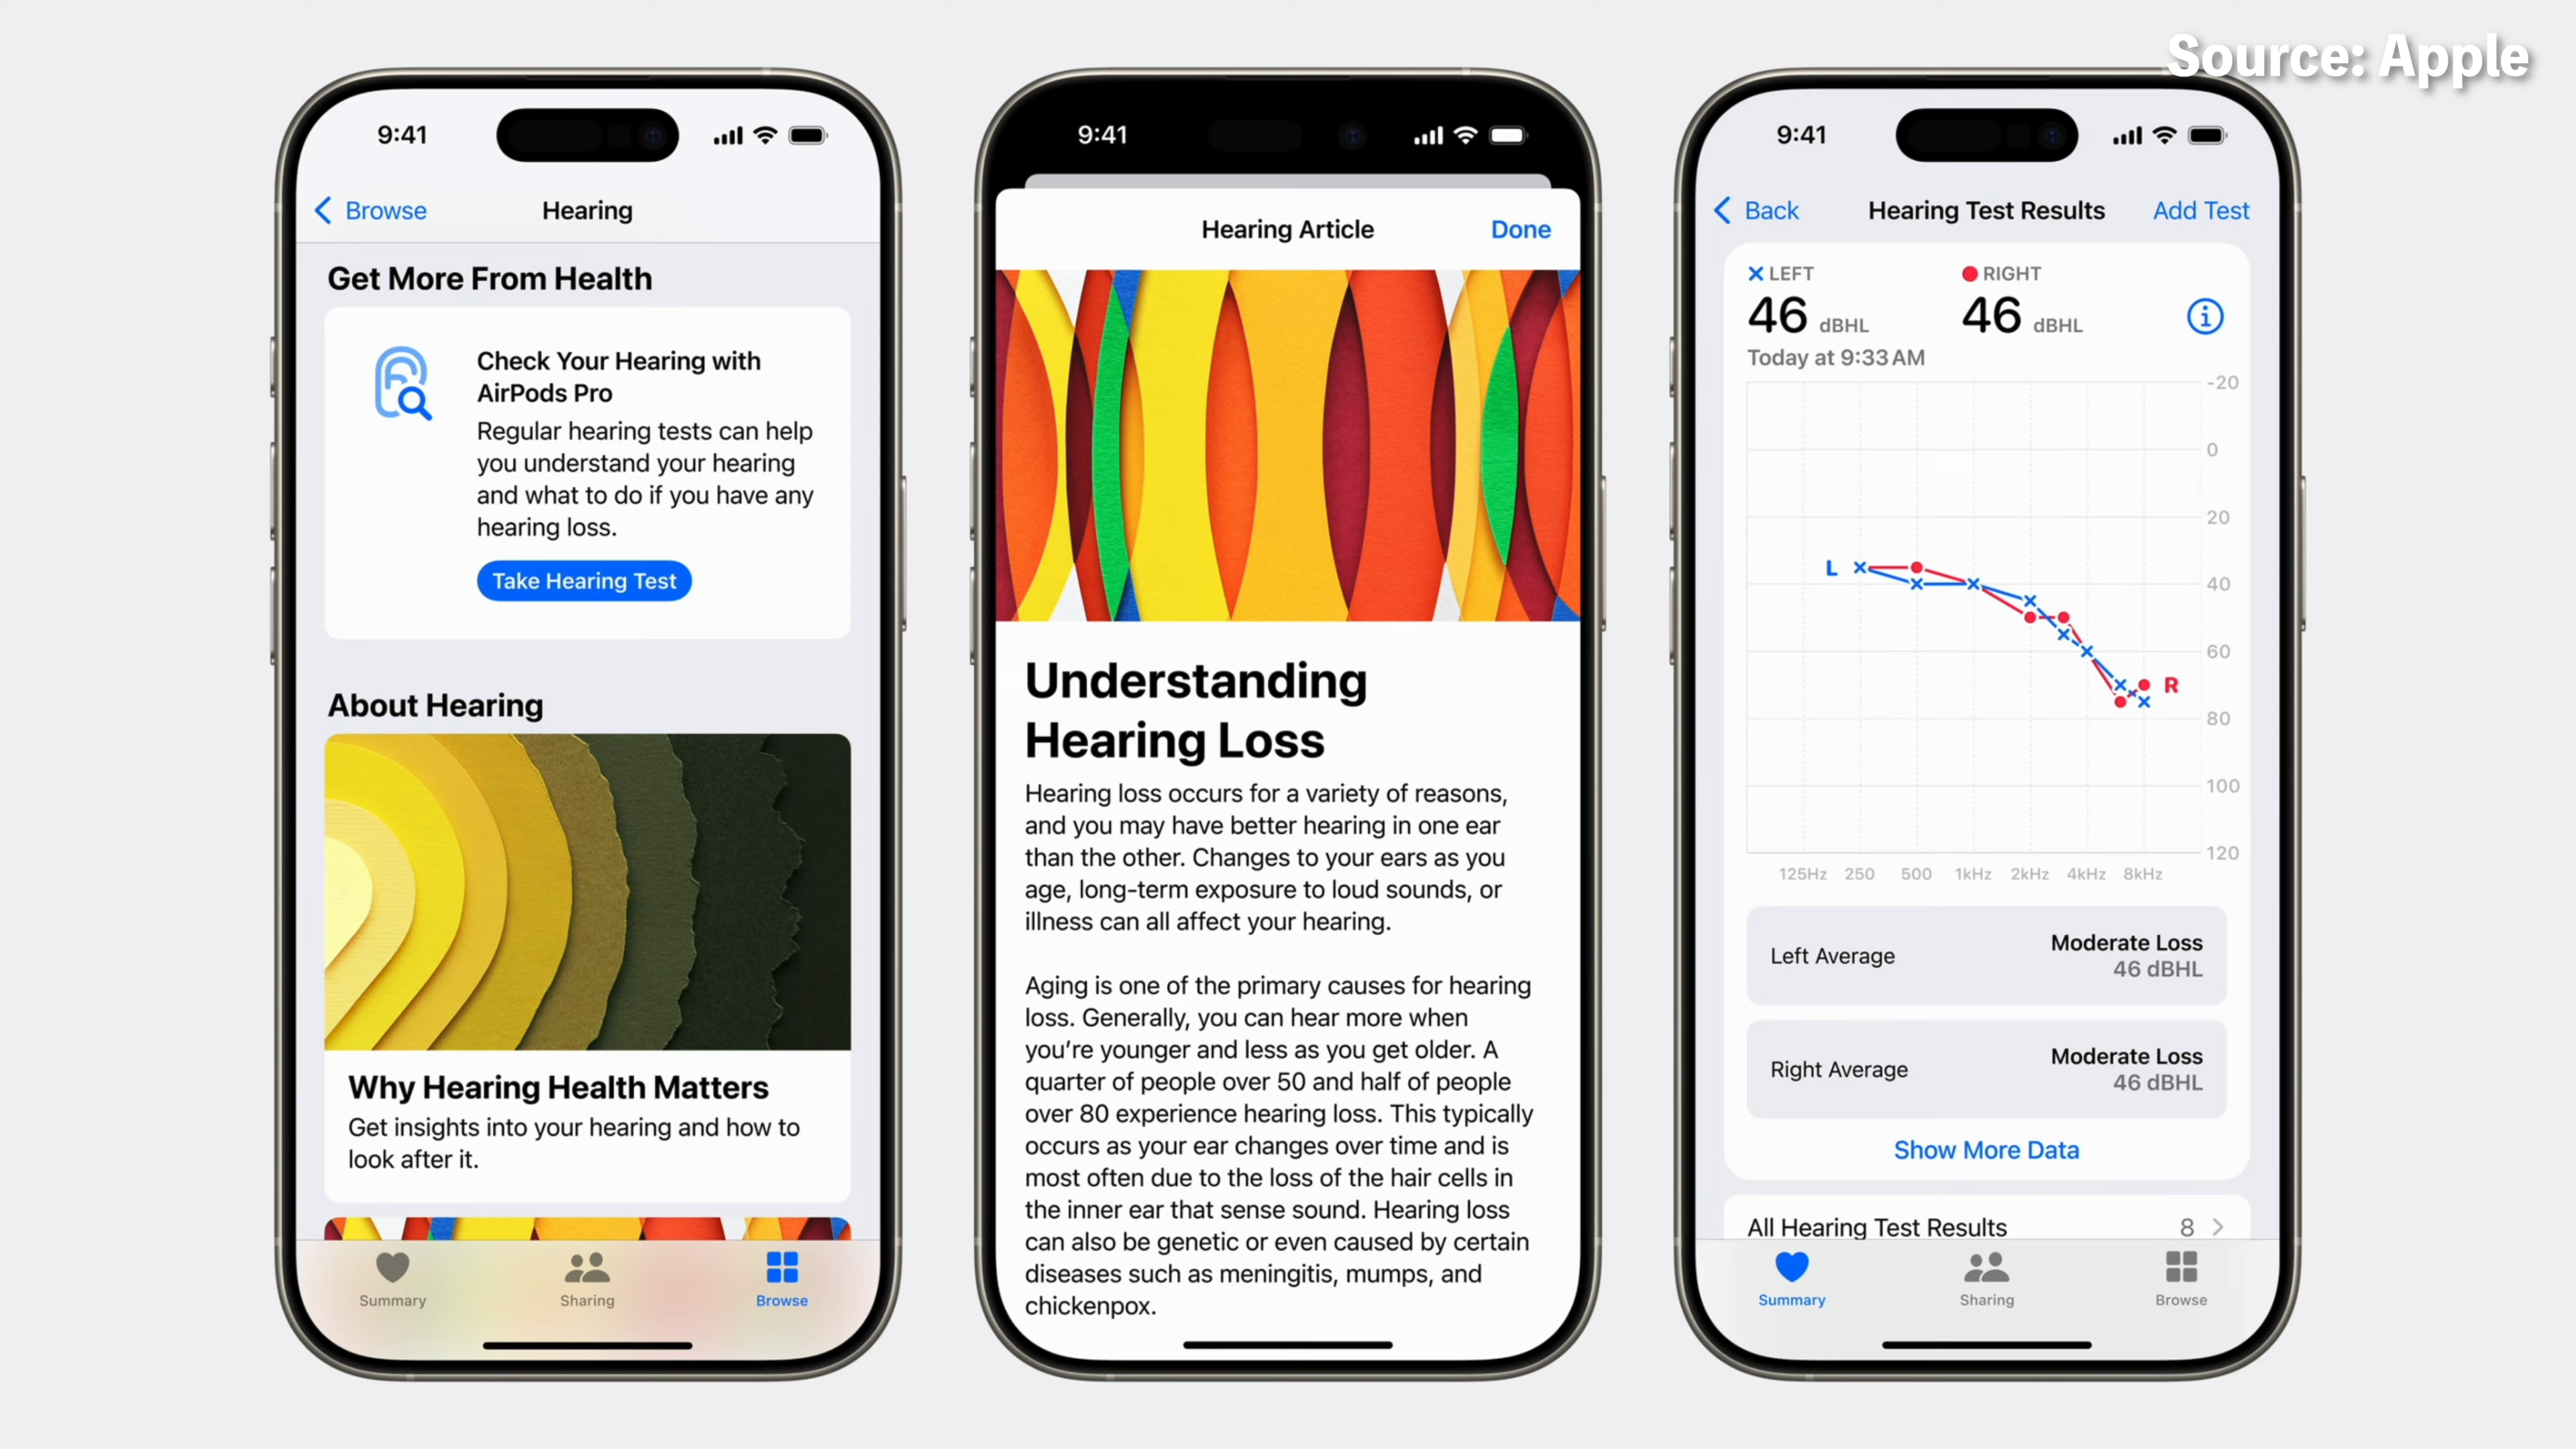 Source: Apple
9:41
Browse
Hearing
Get More From Health
Check Your Hearing with
AirPods Pro
Regular hearing tests can help
you understand your hearing
and what to do if you have any
hearing loss.
Take Hearing Test
About Hearing
Why Hearing Health Matters
Get insights into your hearing and how to
look after it.
Summary
Sharing
Browse
9:41
Hearing Article
Done
Understanding
Hearing Loss
Hearing loss occurs for a variety of reasons,
and you may have better hearing in one ear
than the other. Changes to your ears as you
age, long-term exposure to loud sounds, or
illness can all affect your hearing.
Aging is one of the primary causes for hearing
loss. Generally, you can hear more when
you’re younger and less as you get older. A
quarter of people over 50 and half of people
over 80 experience hearing loss. This typically
occurs as your ear changes over time and is
most often due to the loss of the hair cells in
the inner ear that sense sound. Hearing loss
can also be genetic or even caused by certain
diseases such as meningitis, mumps, and
chickenpox.
9:41
Back
Hearing Test Results
Add Test
LEFT
RIGHT
46 dBHL
46 dBHL
Today at 9:33 AM
-20
0
20
L
40
60
R
80
100
120
125Hz 250 500 1kHz 2kHz 4kHz 8kHz
Left Average
Moderate Loss
46 dBHL
Right Average
Moderate Loss
46 dBHL
Show More Data
All Hearing Test Results 8
Summary
Sharing
Browse